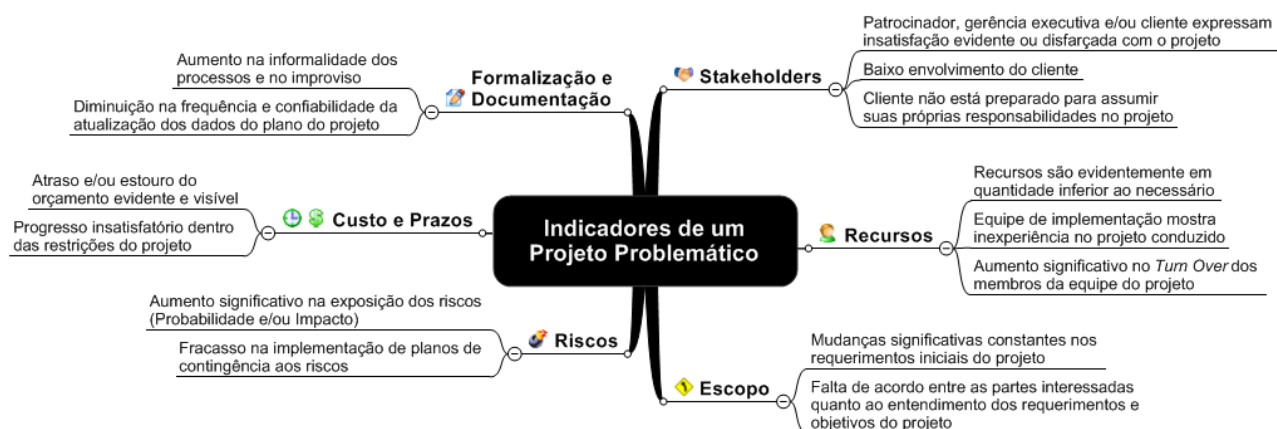 Indicadores de um
Projeto Problemático
Stakeholders
Patrocinador, gerência executiva e/ou cliente expressam
insatisfação evidente ou disfarçada com o projeto
Baixo envolvimento do cliente
Cliente não está preparado para assumir
suas próprias responsabilidades no projeto
Recursos
Recursos são evidentemente em
quantidade inferior ao necessário
Equipe de implementação mostra
inexperiência no projeto conduzido
Aumento significativo no Turn Over dos
membros da equipe do projeto
Escopo
Mudanças significativas constantes nos
requerimentos iniciais do projeto
Falta de acordo entre as partes interessadas
quanto ao entendimento dos requerimentos e
objetivos do projeto
Riscos
Aumento significativo na exposição dos riscos
(Probabilidade e/ou Impacto)
Fracasso na implementação de planos de
contingência aos riscos
Custo e Prazos
Atraso e/ou estouro do
orçamento evidente e visível
Progresso insatisfatório dentro
das restrições do projeto
Formalização e
Documentação
Aumento na informalidade dos
processos e no improviso
Diminuição na frequência e confiabilidade da
atualização dos dados do plano do projeto